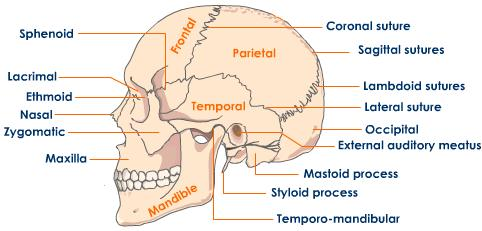 Sphenoid
Frontal
Coronal suture
Parietal
Sagittal sutures
Lacrimal
Ethmoid
Nasal
Zygomatic
Maxilla
Temporal
Lambdoid sutures
Lateral suture
Occipital
External auditory meatus
Mastoid process
Styloid process
Mandible
Temporo-mandibular